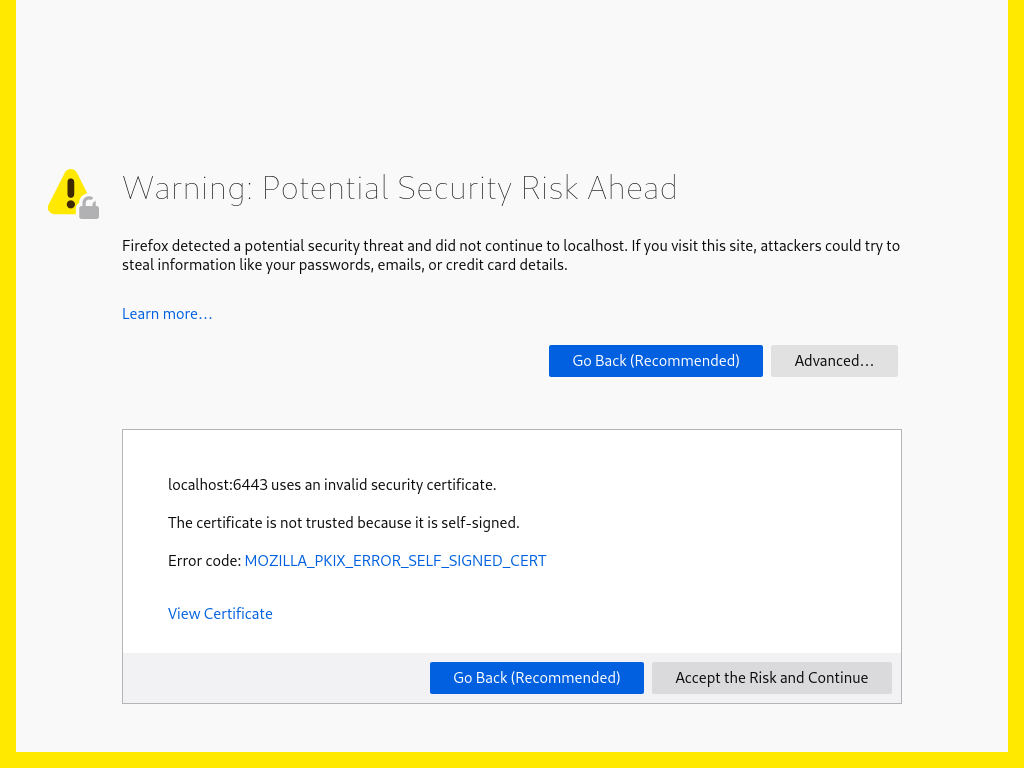 Warning: Potential Security Risk Ahead
Firefox detected a potential security threat and did not continue to localhost. If you visit this site, attackers could try to
steal information like your passwords, emails, or credit card details.
Learn more…
Go Back (Recommended)
Advanced…
localhost:6443 uses an invalid security certificate.
The certificate is not trusted because it is self-signed.
Error code: MOZILLA_PKIX_ERROR_SELF_SIGNED_CERT
View Certificate
Go Back (Recommended)
Accept the Risk and Continue